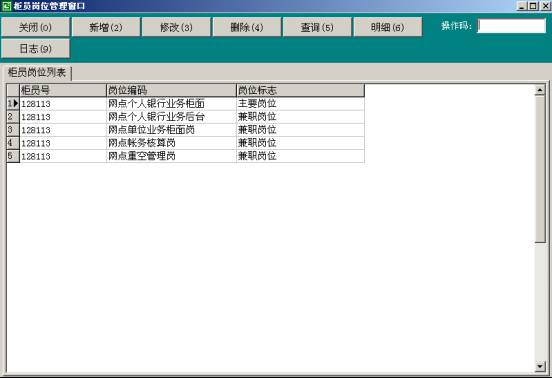 柜员岗位管理窗口
关闭(0) 新增(2) 修改(3) 删除(4) 查询(5) 明细(6) 操作码:
日志(9)
柜员岗位列表
柜员号 岗位编码 岗位标志
1 128113 网点个人银行业务柜面 主要岗位
2 128113 网点个人银行业务后台 兼职岗位
3 128113 网点单位业务柜面岗 兼职岗位
4 128113 网点帐务核算岗 兼职岗位
5 128113 网点重空管理岗 兼职岗位